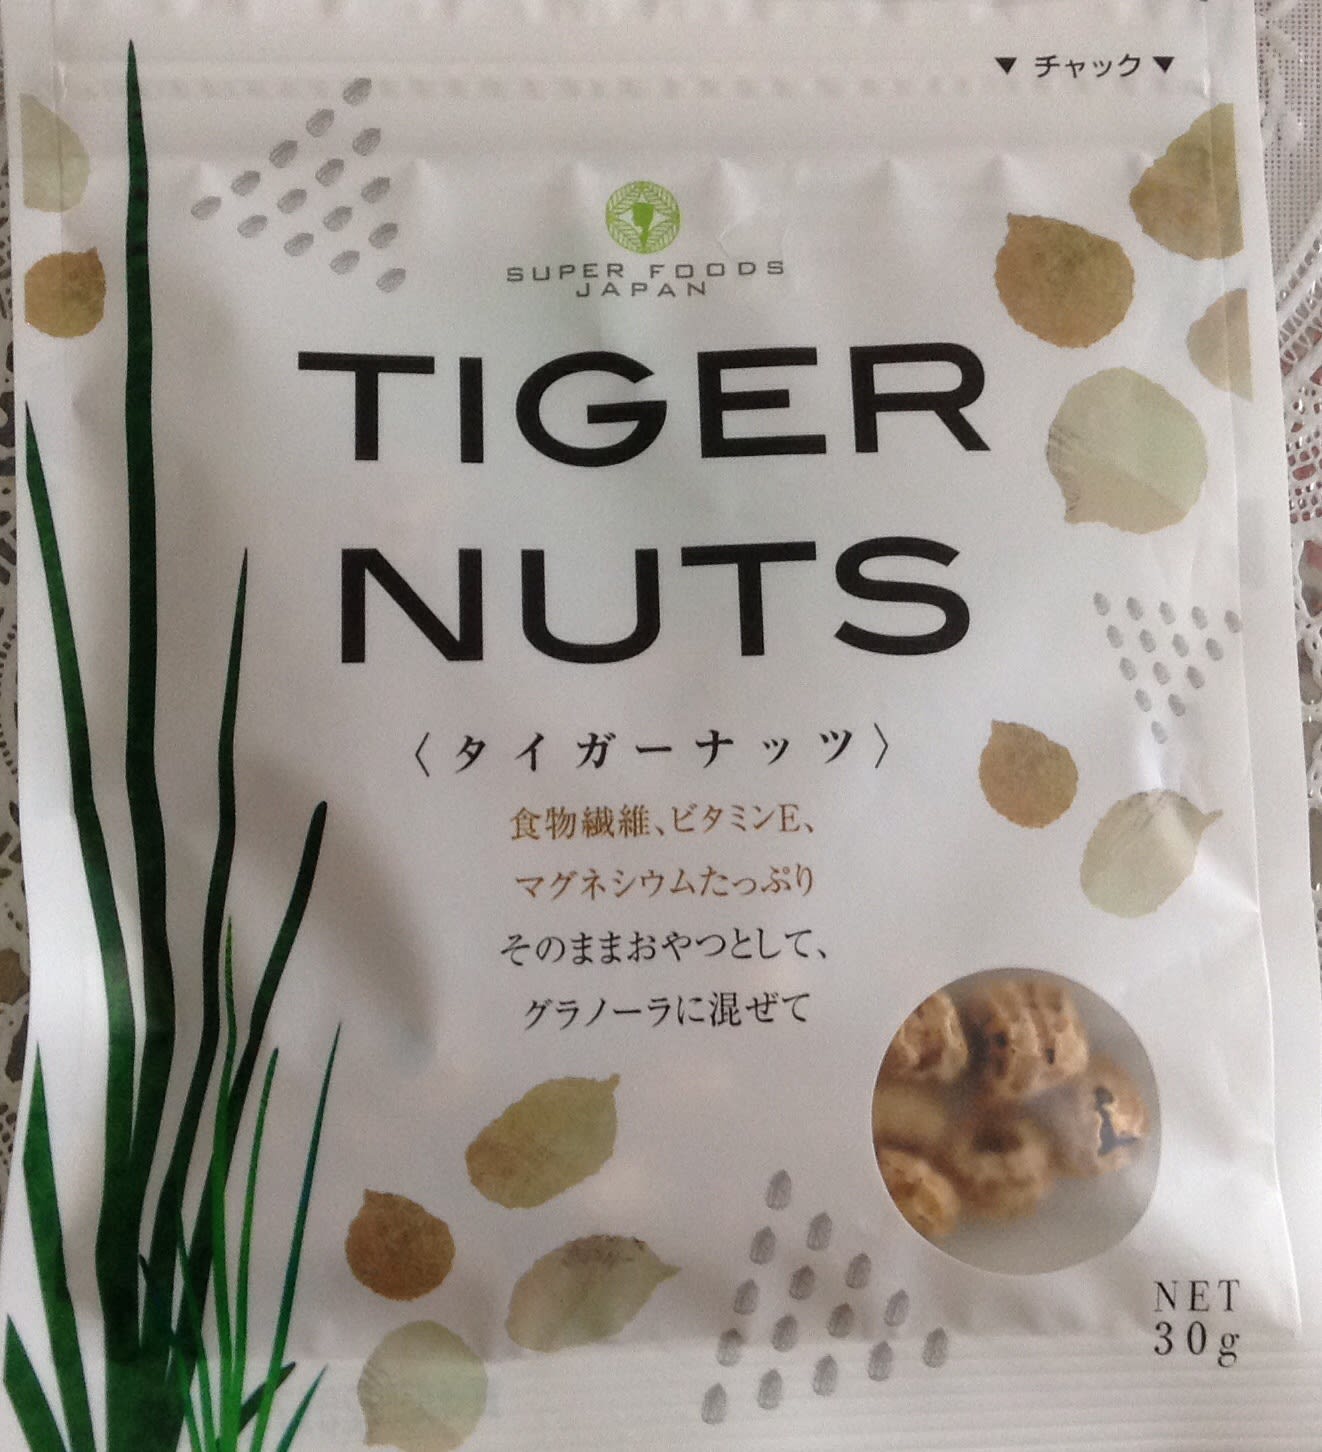 ▼ チャック ▼
SUPER FOODS
JAPAN
TIGER
NUTS
〈タイガーナッツ〉
食物繊維、ビタミンE、
マグネシウムたっぷり
そのままおやつとして、
グラノーラに混ぜて
NET
30g